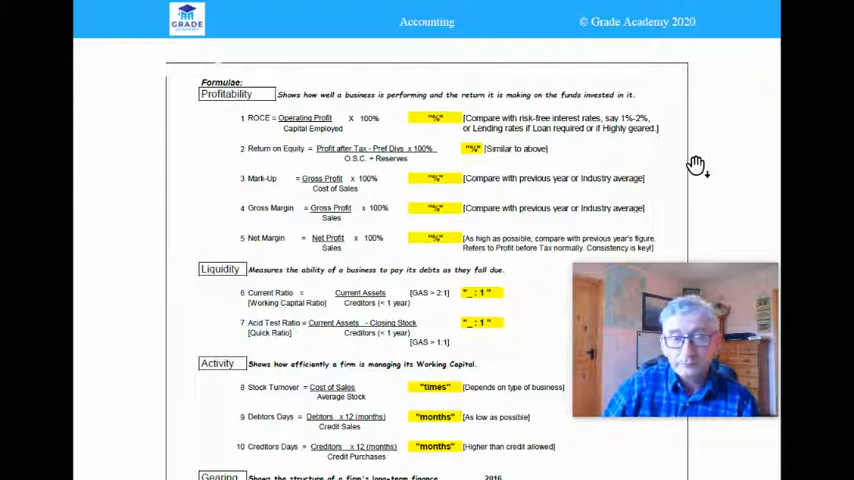 GRADE
ACADEMY
Accounting
© Grade Academy 2020
Formulae:
Profitability Shows how well a business is performing and the return it is making on the funds invested in it.
1 ROCE = Operating Profit X 100% "%" [Compare with risk-free interest rates, say 1%-2%,
Capital Employed or Lending rates if Loan required or if Highly geared.]
2 Return on Equity = Profit after Tax - Pref Divs x 100% "%" [Similar to above]
O.S.C. + Reserves
3 Mark-Up = Gross Profit x 100% "%" [Compare with previous year or Industry average]
Cost of Sales
4 Gross Margin = Gross Profit x 100% "%" [Compare with previous year or Industry average]
Sales
5 Net Margin = Net Profit x 100% "%" [As high as possible, compare with previous year's figure.
Sales Refers to Profit before Tax normally. Consistency is key!]
Liquidity Measures the ability of a business to pay its debts as they fall due.
6 Current Ratio = Current Assets [GAS > 2:1] "_ : 1 "
[Working Capital Ratio] Creditors (< 1 year)
7 Acid Test Ratio = Current Assets - Closing Stock "_ : 1 "
[Quick Ratio] Creditors (< 1 year)
[GAS > 1:1]
Activity Shows how efficiently a firm is managing its Working Capital.
8 Stock Turnover = Cost of Sales "times" [Depends on type of business]
Average Stock
9 Debtors Days = Debtors x 12 (months) "months" [As low as possible]
Credit Sales
10 Creditors Days = Creditors x 12 (months) "months" [Higher than credit allowed]
Credit Purchases
Gearing Shows the structure of a firm's long-term finance 2016